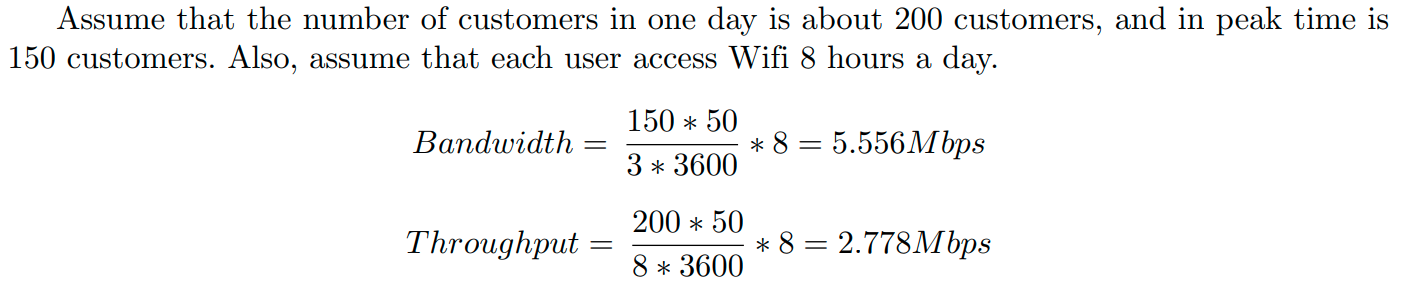 Assume that the number of customers in one day is about 200 customers, and in peak time is
150 customers. Also, assume that each user access Wifi 8 hours a day.
Bandwidth = \frac{150 * 50}{3 * 3600} * 8 = 5.556Mbps
Throughput = \frac{200 * 50}{8 * 3600} * 8 = 2.778Mbps